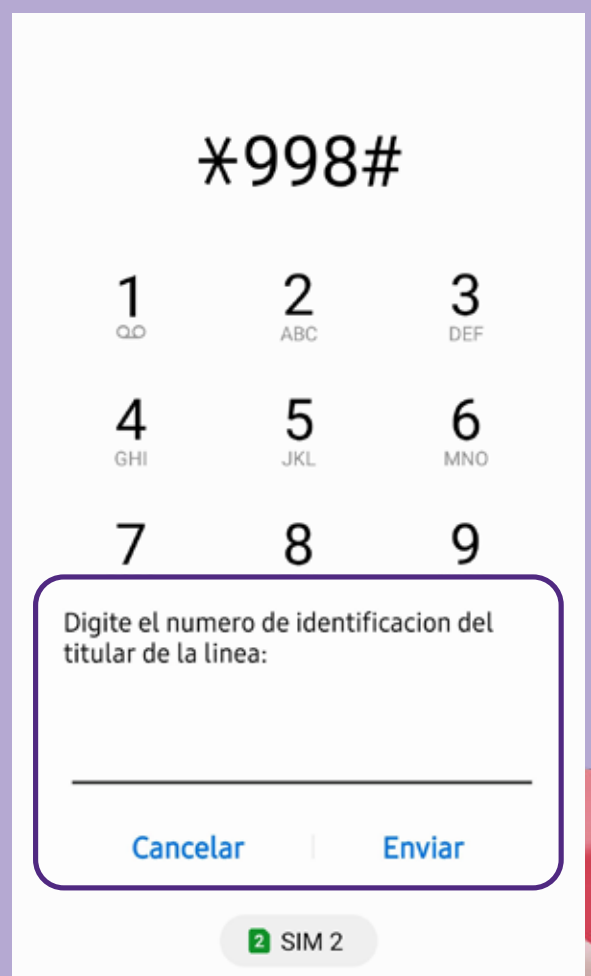 *998#
1 2 3
ABC DEF
4 5 6
GHI JKL MNO
7 8 9
Digite el numero de identificacion del
titular de la linea:
Cancelar Enviar
2 SIM 2